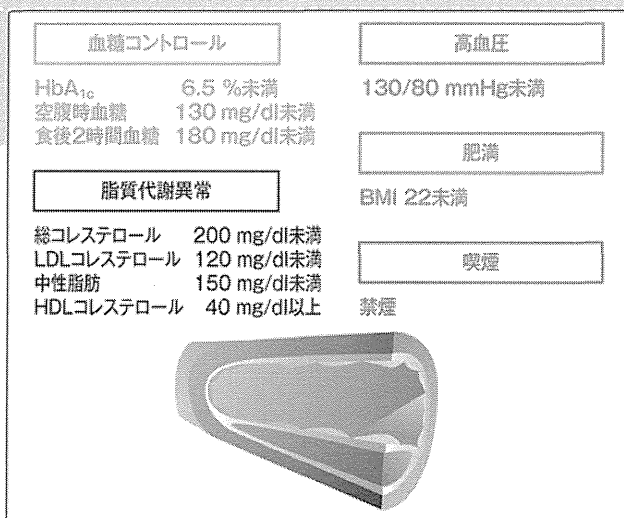 血糖コントロール
HbA1c 6.5 %未満
空腹時血糖 130 mg/dl未満
食後2時間血糖 180 mg/dl未満
脂質代謝異常
総コレステロール 200 mg/dl未満
LDLコレステロール 120 mg/dl未満
中性脂肪 150 mg/dl未満
HDLコレステロール 40 mg/dl以上
高血圧
130/80 mmHg未満
肥満
BMI 22未満
喫煙
禁煙